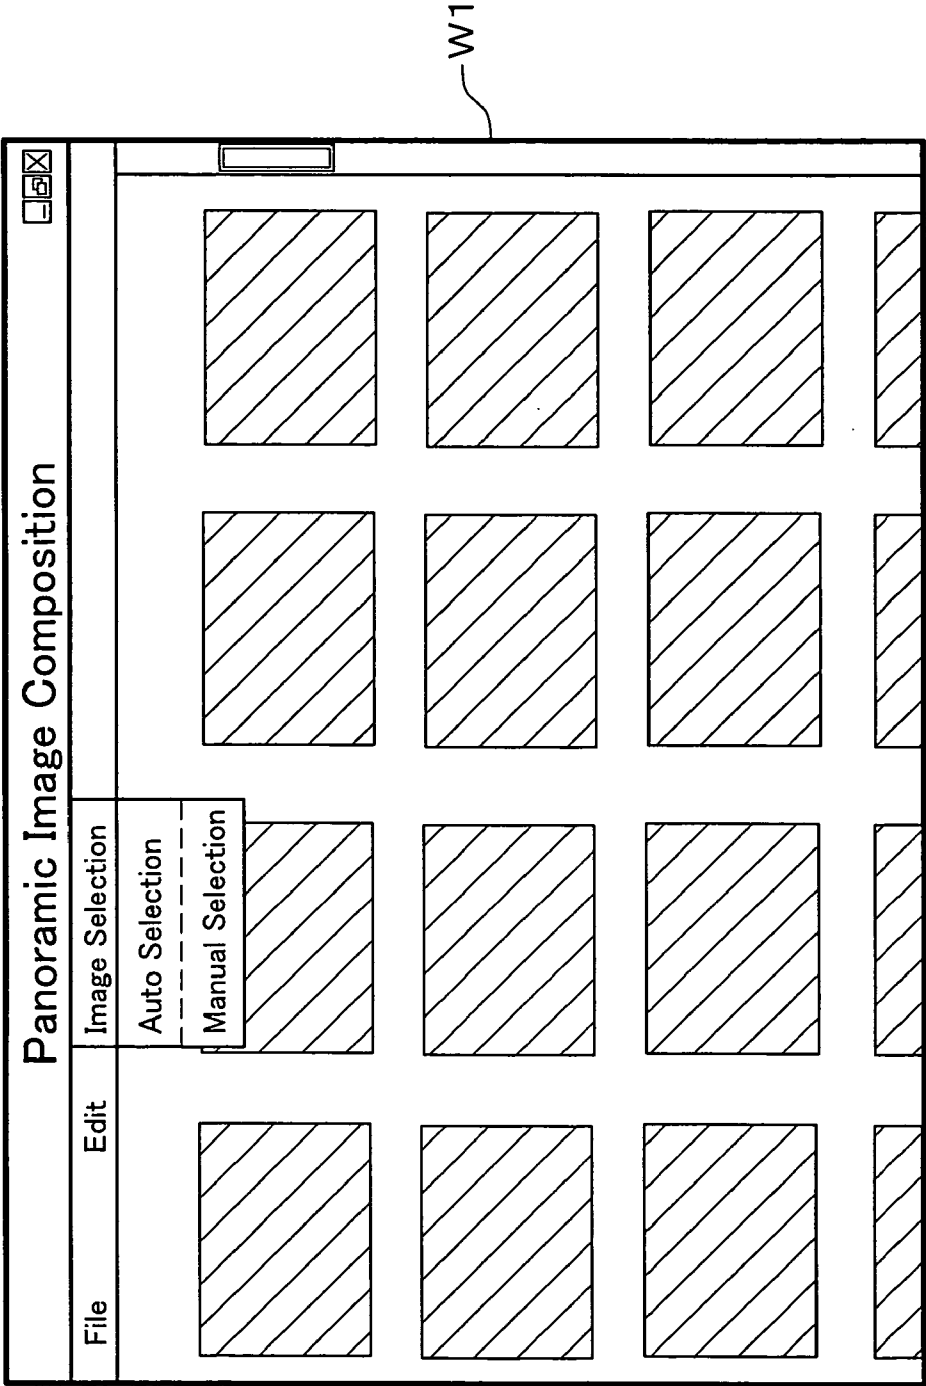 Panoramic Image Composition
File Edit Image Selection
Auto Selection
Manual Selection
W1